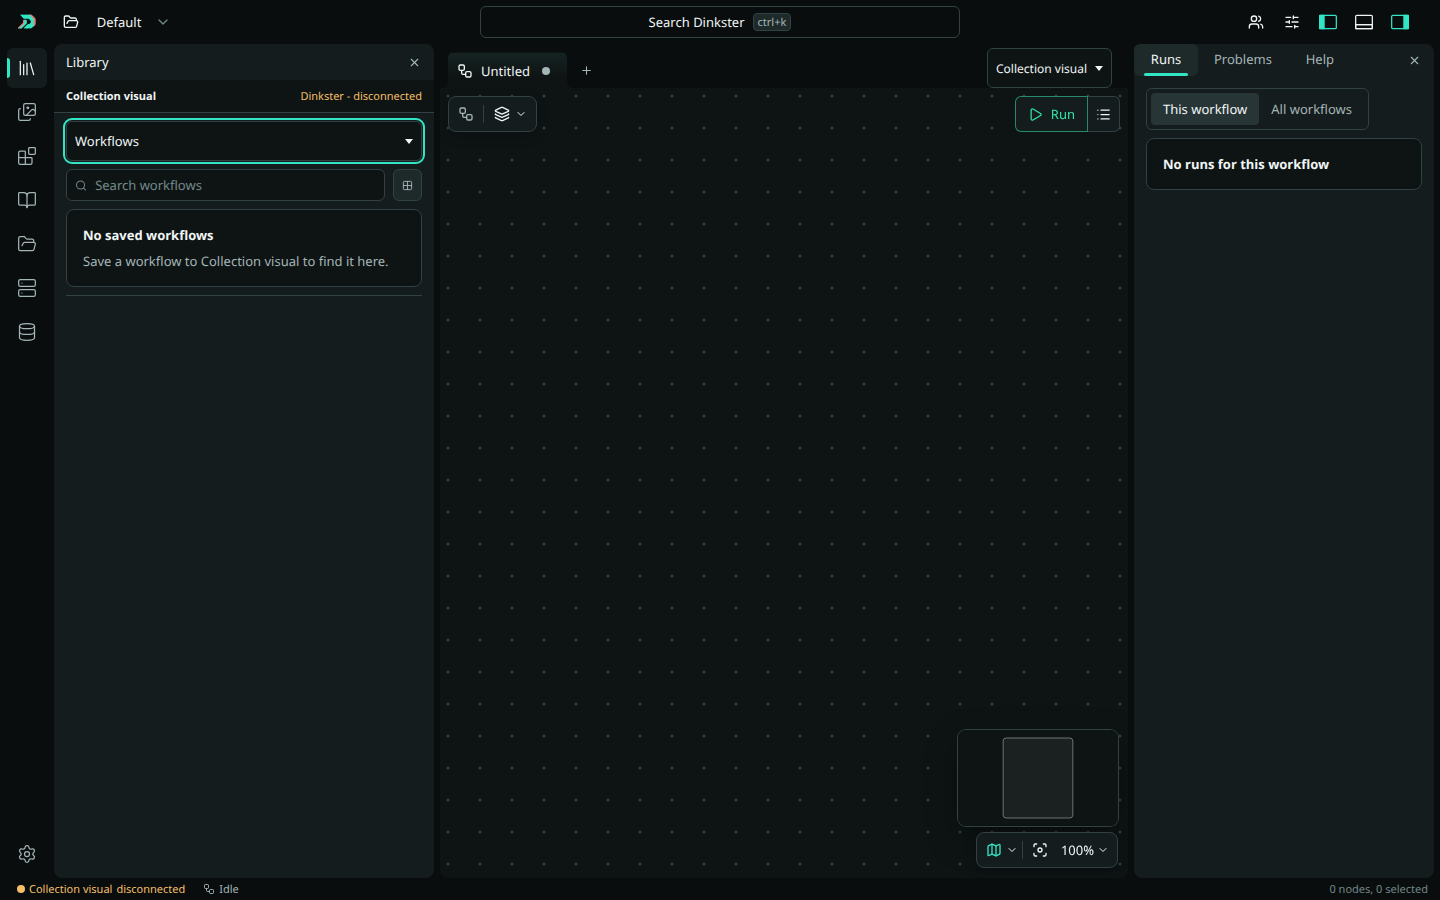 Default
Search Dinkster ctrl+k
Library
Collection visual Dinkster - disconnected
Workflows
Search workflows
No saved workflows
Save a workflow to Collection visual to find it here.
Untitled
Collection visual
Run
100%
Runs Problems Help
This workflow All workflows
No runs for this workflow
Collection visual disconnected Idle
0 nodes, 0 selected